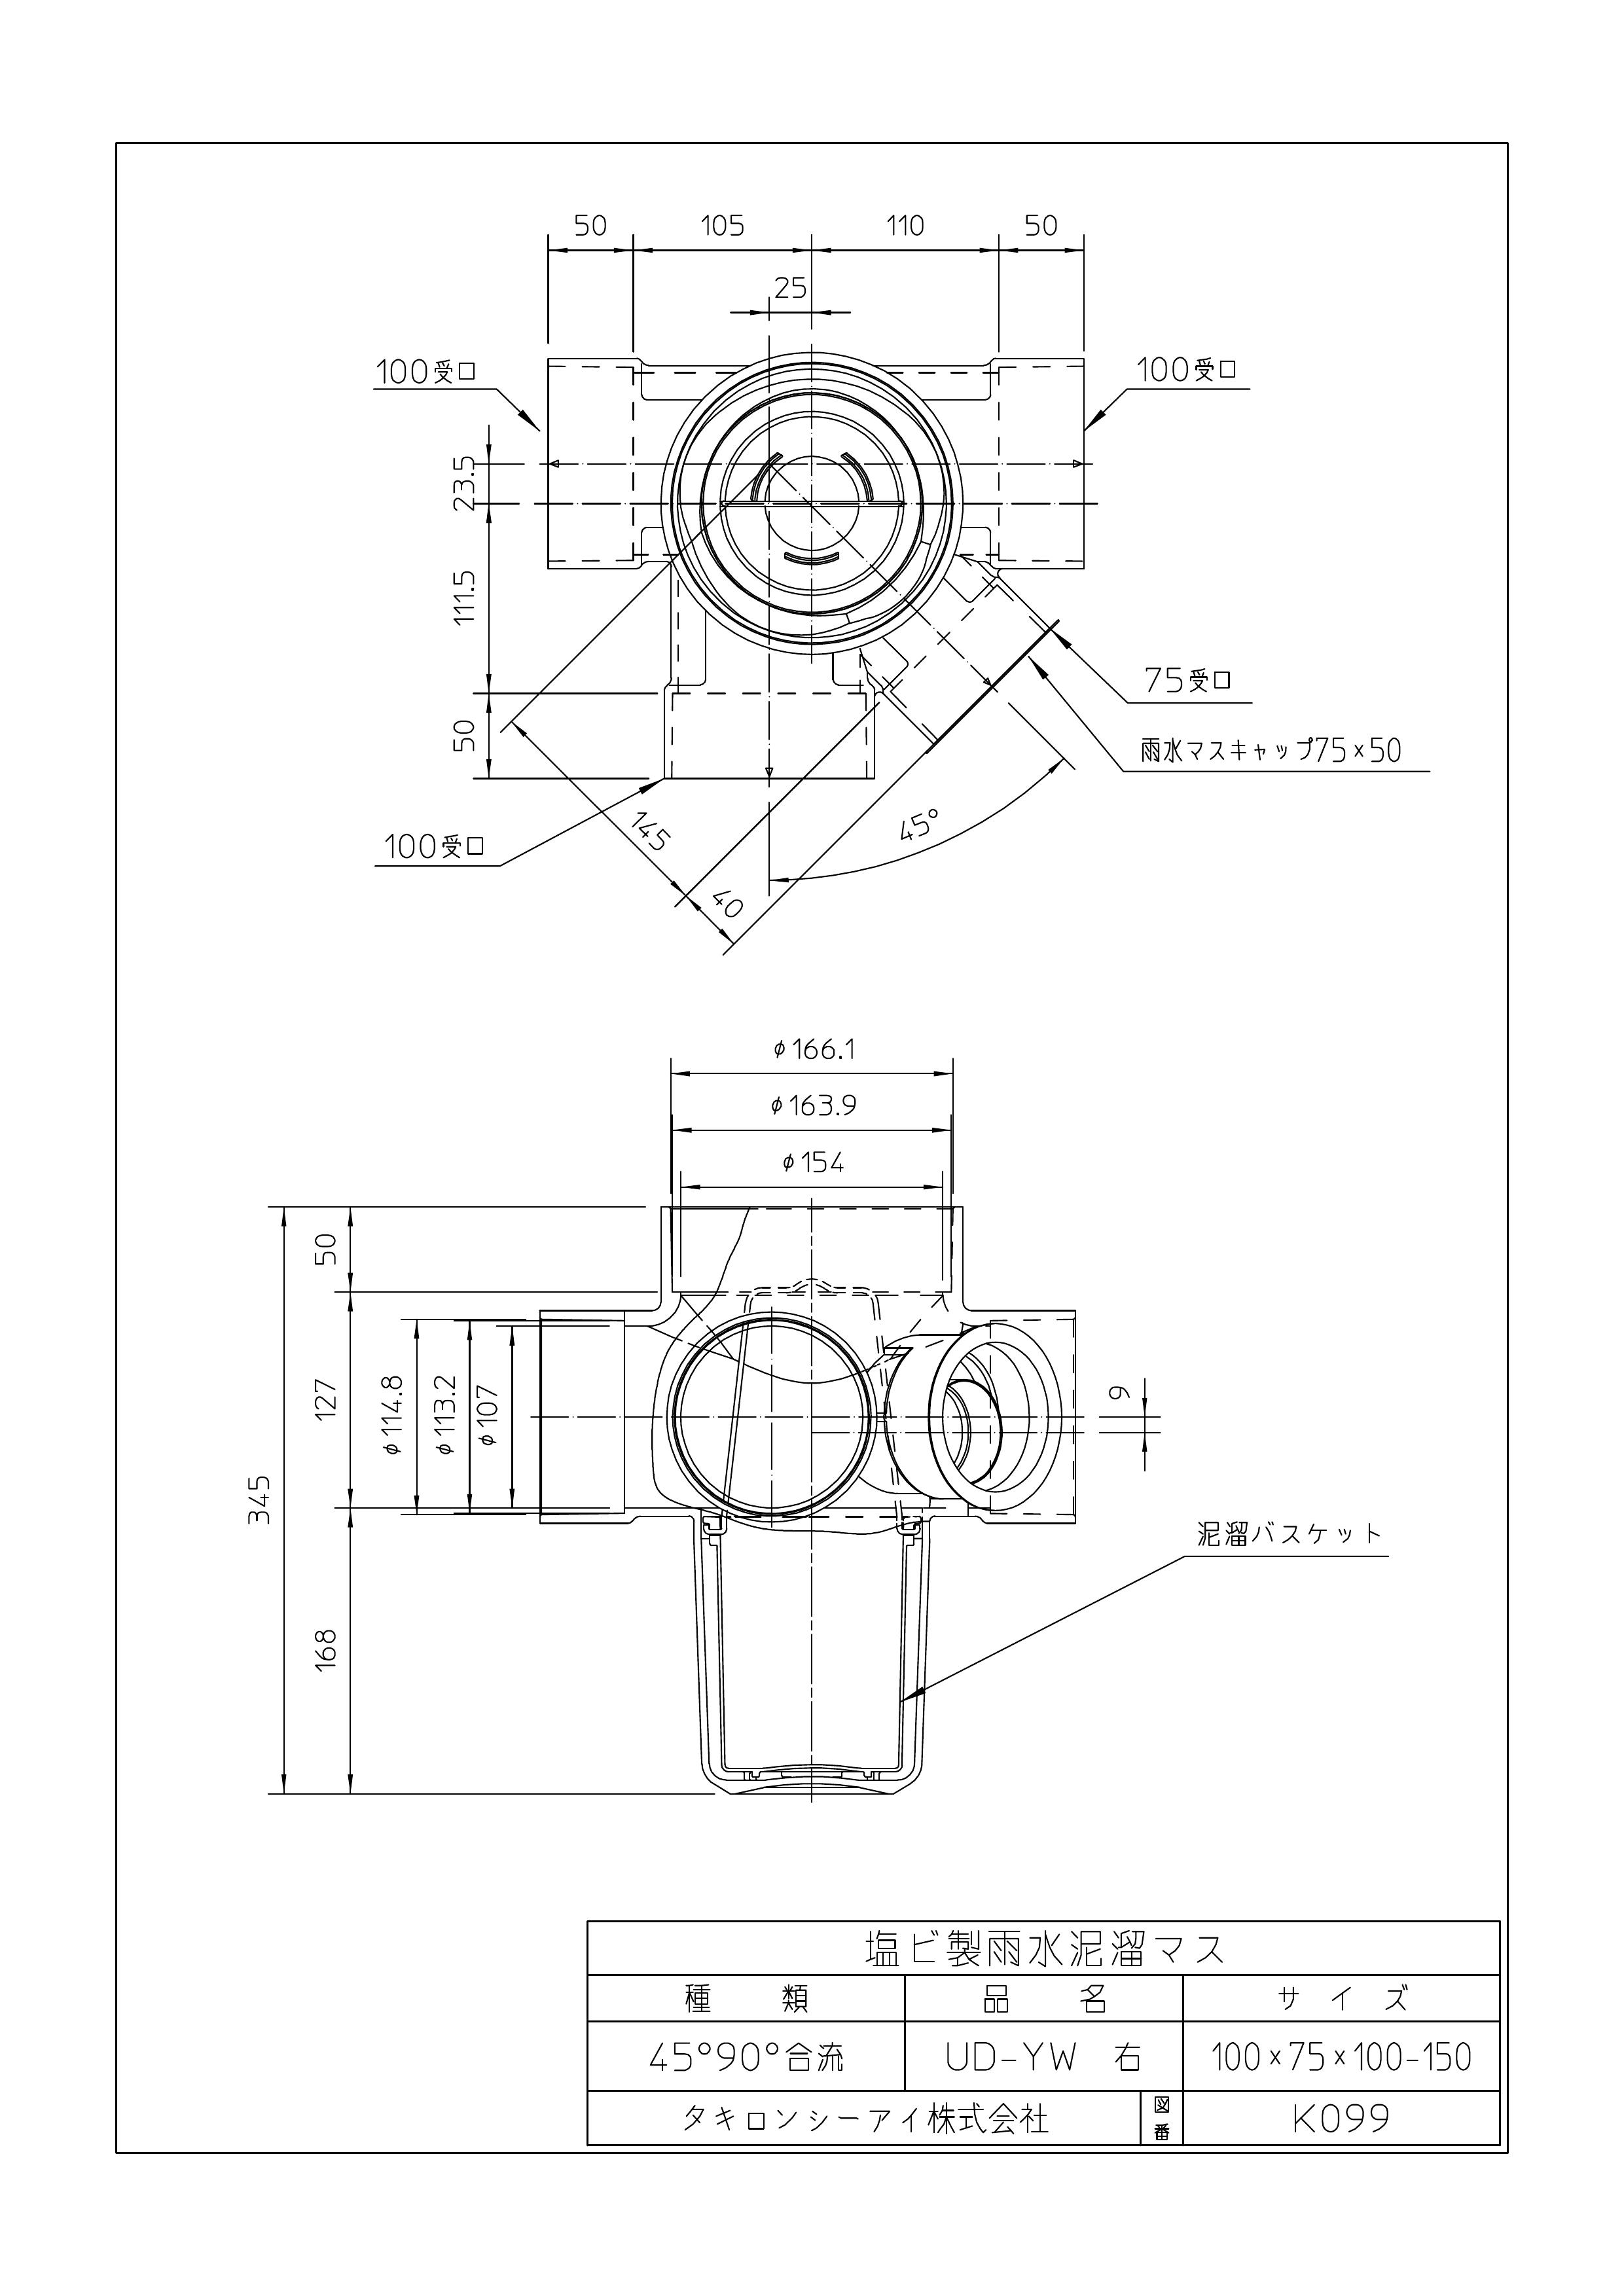 50 105 110 50
25
100受口
100受口
23.5
111.5
50
75受口
雨水マスキャップ75×50
100受口
145
40
45°
φ166.1
φ163.9
φ154
50
127
168
345
φ114.8
φ113.2
φ107
9
泥溜バスケット
塩ビ製雨水泥溜マス
種 類 品 名 サ イ ズ
45°90°合流 UD-YW 右 100×75×100-150
タキロンシーアイ株式会社 図番 K099